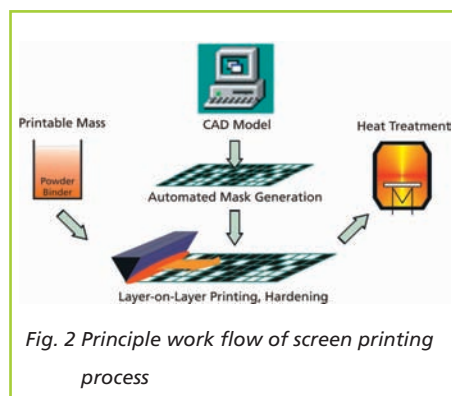 CAD Model
Printable Mass
Heat Treatment
Powder
Binder
Automated Mask Generation
Layer-on-Layer Printing, Hardening
Fig. 2 Principle work flow of screen printing
process